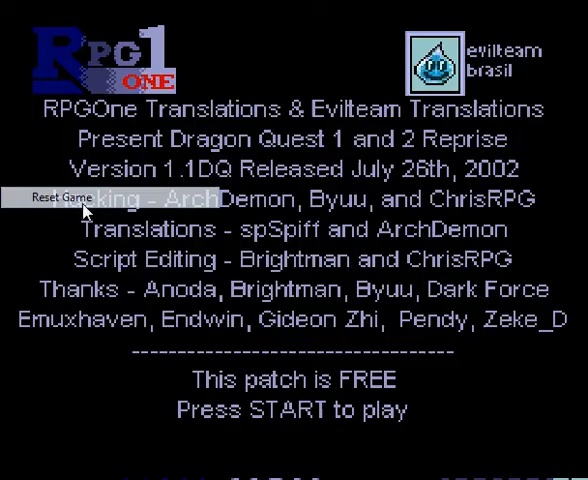 RPG1
ONE
evilteam
brasil
RPGOne Translations & Evilteam Translations
Present Dragon Quest 1 and 2 Reprise
Version 1.1DQ Released July 26th, 2002
Hacking - ArchDemon, Byuu, and ChrisRPG
Reset Game
Translations - spSpiff and ArchDemon
Script Editing - Brightman and ChrisRPG
Thanks - Anoda, Brightman, Byuu, Dark Force
Emuxhaven, Endwin, Gideon Zhi, Pendy, Zeke_D
-----------------------------------
This patch is FREE
Press START to play